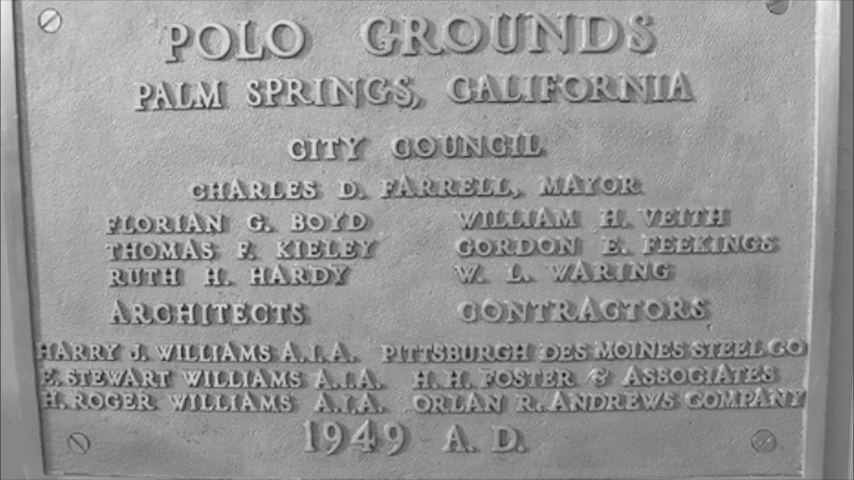 POLO GROUNDS
PALM SPRINGS, CALIFORNIA
CITY COUNCIL
CHARLES D. FARRELL, MAYOR
FLORIAN G. BOYD WILLIAM H. VEITH
THOMAS F. KIELEY GORDON E. FEEKINGS
RUTH H. HARDY W. L. WARING
ARCHITECTS CONTRACTORS
HARRY J. WILLIAMS A.I.A. PITTSBURGH DES MOINES STEEL CO
E. STEWART WILLIAMS A.I.A. H. H. FOSTER & ASSOCIATES
H. ROGER WILLIAMS A.I.A. ORLAN R. ANDREWS COMPANY
1949 A. D.